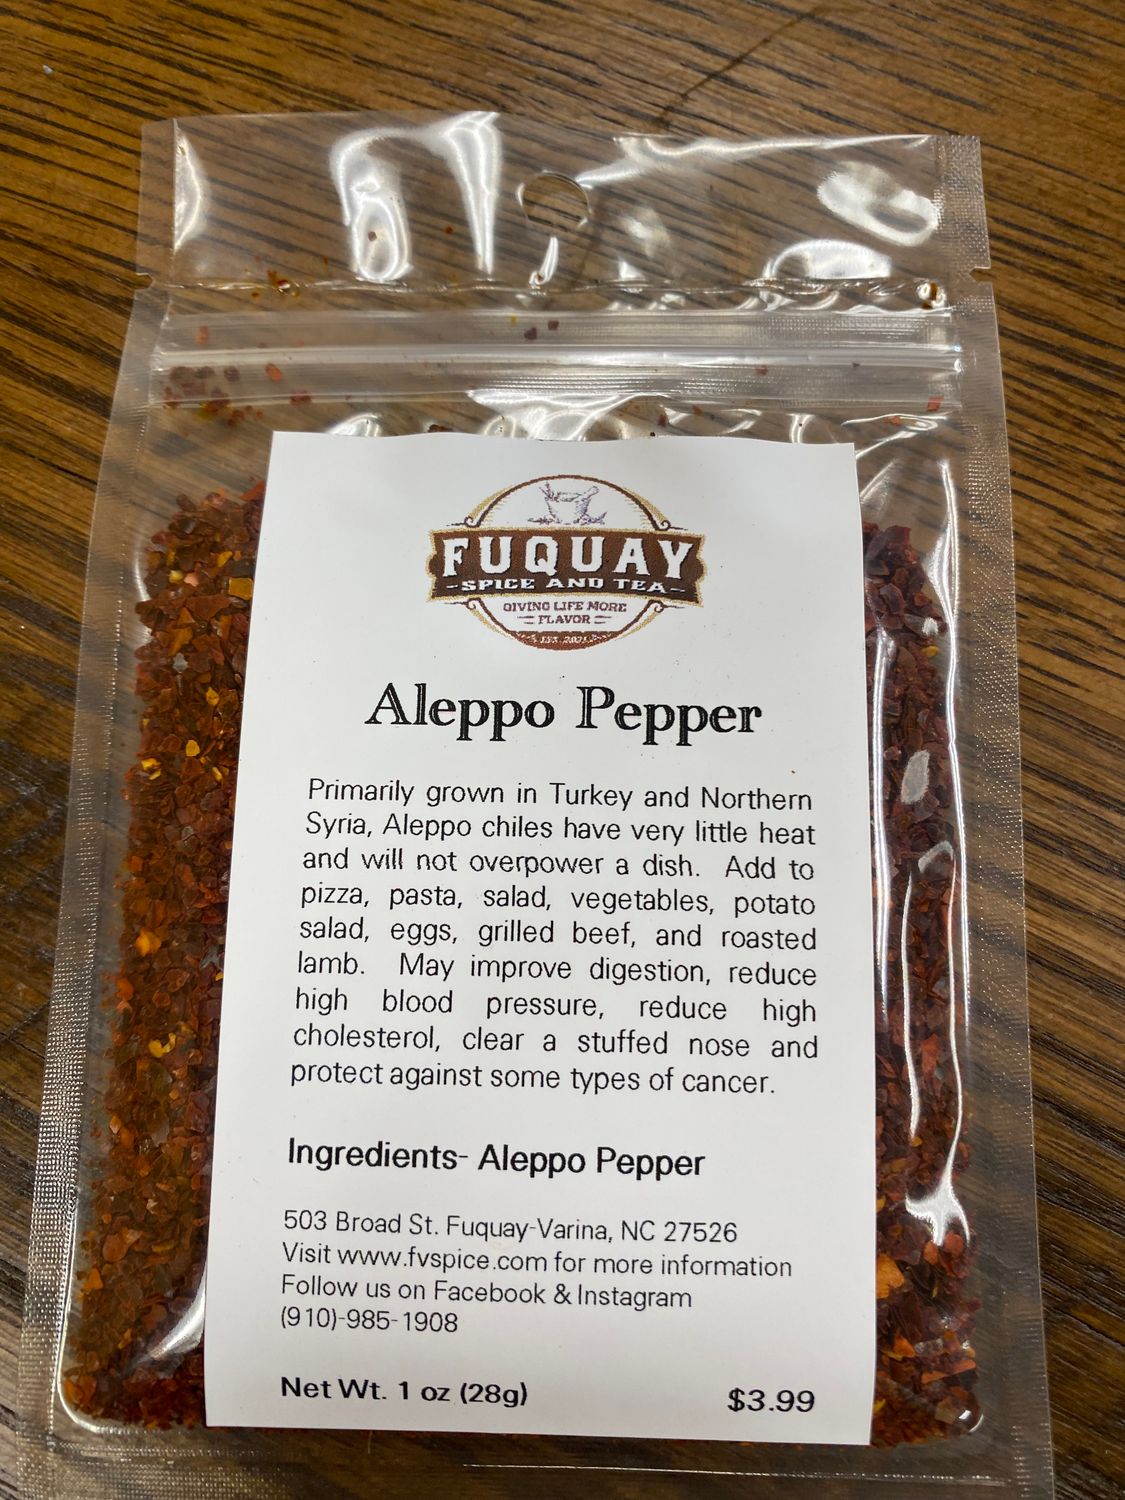 FUQUAY
-SPICE AND TEA-
GIVING LIFE MORE
FLAVOR
EST. 2021
Aleppo Pepper
Primarily grown in Turkey and Northern
Syria, Aleppo chiles have very little heat
and will not overpower a dish. Add to
pizza, pasta, salad, vegetables, potato
salad, eggs, grilled beef, and roasted
lamb. May improve digestion, reduce
high blood pressure, reduce high
cholesterol, clear a stuffed nose and
protect against some types of cancer.
Ingredients- Aleppo Pepper
503 Broad St. Fuquay-Varina, NC 27526
Visit www.fvspice.com for more information
Follow us on Facebook & Instagram
(910)-985-1908
Net Wt. 1 oz (28g) $3.99